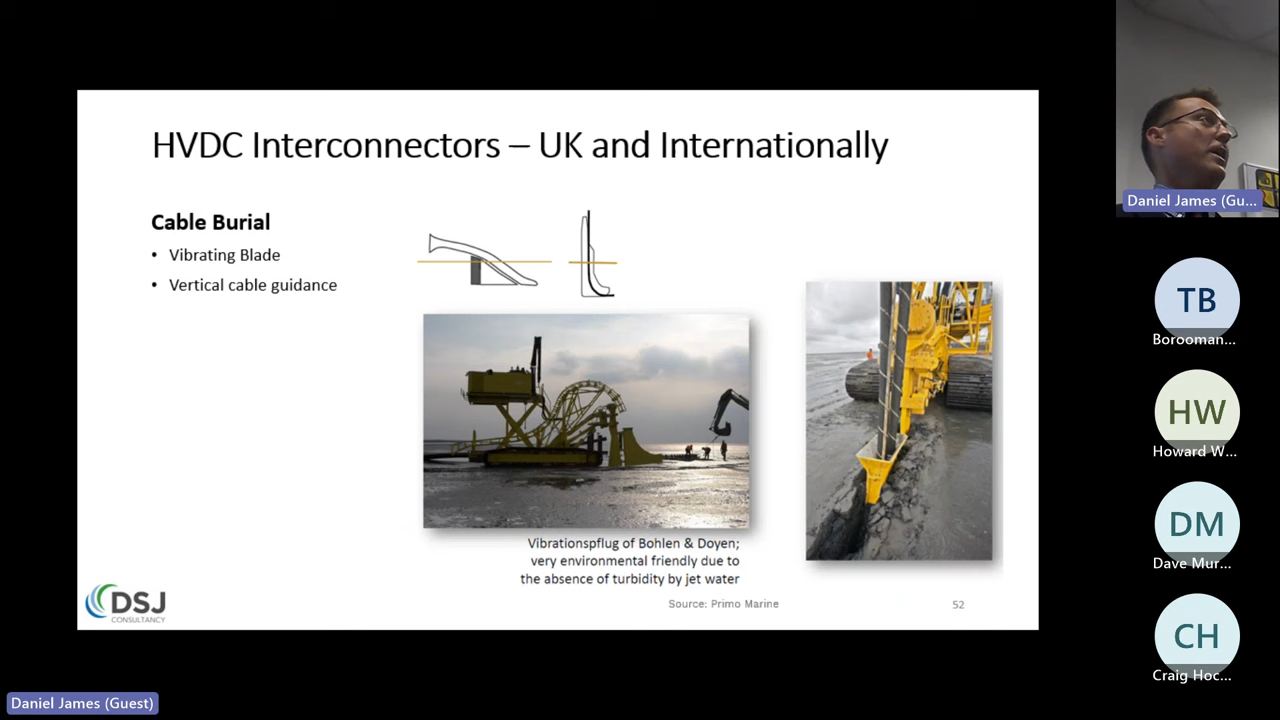 HVDC Interconnectors – UK and Internationally
Cable Burial
• Vibrating Blade
• Vertical cable guidance
Vibrationspflug of Bohlen & Doyen;
very environmental friendly due to
the absence of turbidity by jet water
DSJ
CONSULTANCY
Source: Primo Marine
52
Daniel James (Gu...
TB
Borooman...
HW
Howard W...
DM
Dave Mur...
CH
Craig Hoc...
Daniel James (Guest)